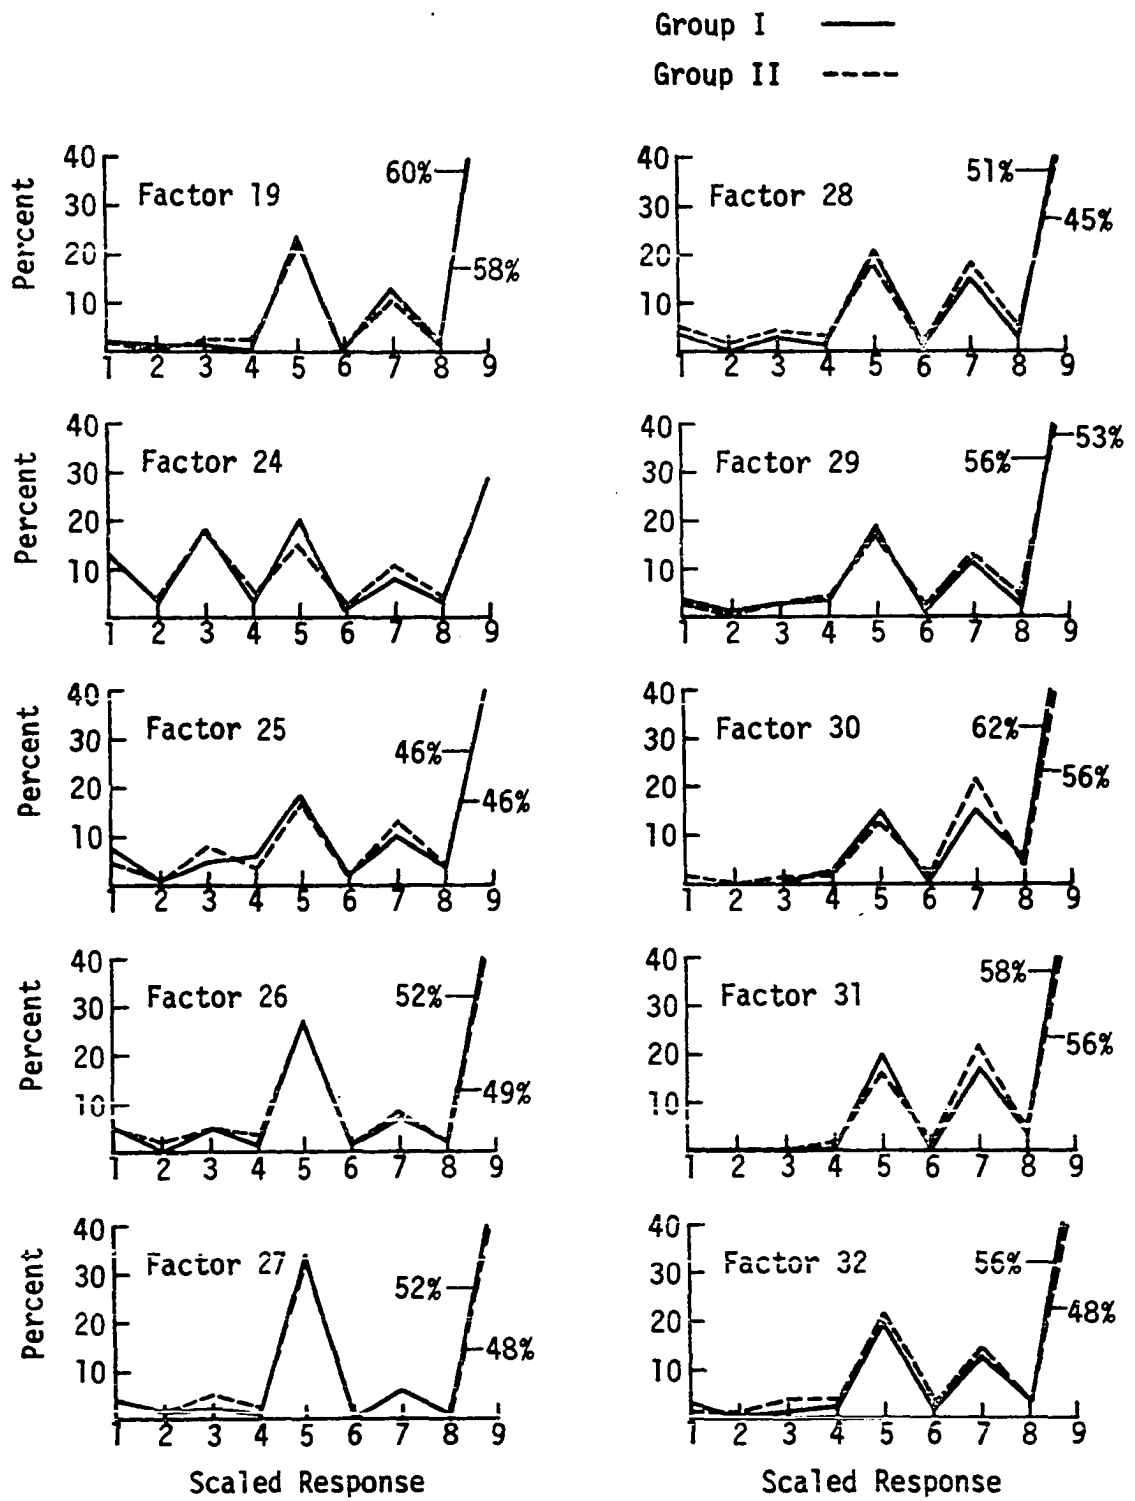 Group I
Group II
Percent
40
30
20
10
Factor 19
60%
58%
1 2 3 4 5 6 7 8 9
40
30
20
10
Factor 28
51%
45%
1 2 3 4 5 6 7 8 9
Percent
40
30
20
10
Factor 24
1 2 3 4 5 6 7 8 9
40
30
20
10
Factor 29
53%
56%
1 2 3 4 5 6 7 8 9
Percent
40
30
20
10
Factor 25
46%
46%
1 2 3 4 5 6 7 8 9
40
30
20
10
Factor 30
62%
56%
1 2 3 4 5 6 7 8 9
Percent
40
30
20
10
Factor 26
52%
49%
1 2 3 4 5 6 7 8 9
40
30
20
10
Factor 31
58%
56%
1 2 3 4 5 6 7 8 9
Percent
40
30
20
10
Factor 27
52%
48%
1 2 3 4 5 6 7 8 9
Scaled Response
40
30
20
10
Factor 32
56%
48%
1 2 3 4 5 6 7 8 9
Scaled Response